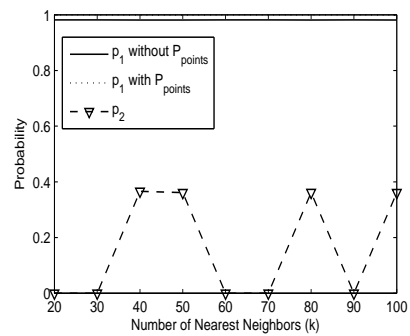 1
0.8
0.6
0.4
0.2
0
Probability
p1 without Ppoints
p1 with Ppoints
p2
20 30 40 50 60 70 80 90 100
Number of Nearest Neighbors (k)